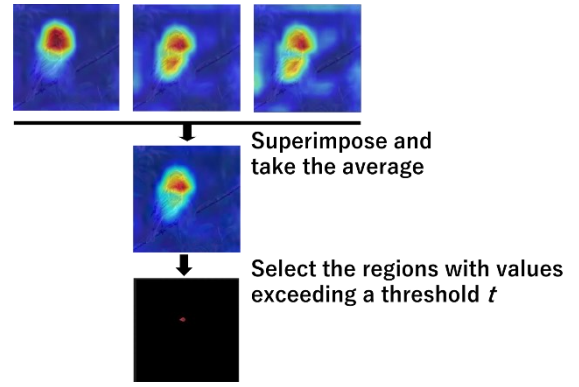 Superimpose and
take the average
Select the regions with values
exceeding a threshold t